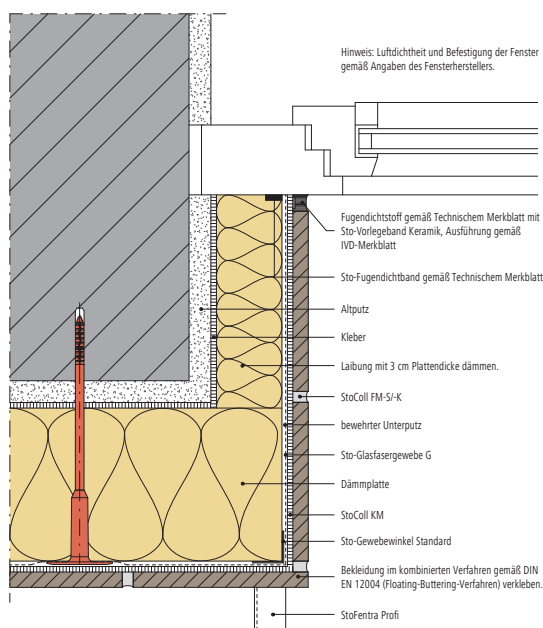 Hinweis: Luftdichtheit und Befestigung der Fenster
gemäß Angaben des Fensterherstellers.
Fugendichtstoff gemäß Technischem Merkblatt mit
Sto-Vorlegeband Keramik, Ausführung gemäß
IVD-Merkblatt
Sto-Fugendichtband gemäß Technischem Merkblatt
Altputz
Kleber
Laibung mit 3 cm Plattendicke dämmen.
StoColl FM-S/-K
bewehrter Unterputz
Sto-Glasfasergewebe G
Dämmplatte
StoColl KM
Sto-Gewebewinkel Standard
Bekleidung im kombinierten Verfahren gemäß DIN
EN 12004 (Floating-Buttering-Verfahren) verkleben.
StoFentra Profi